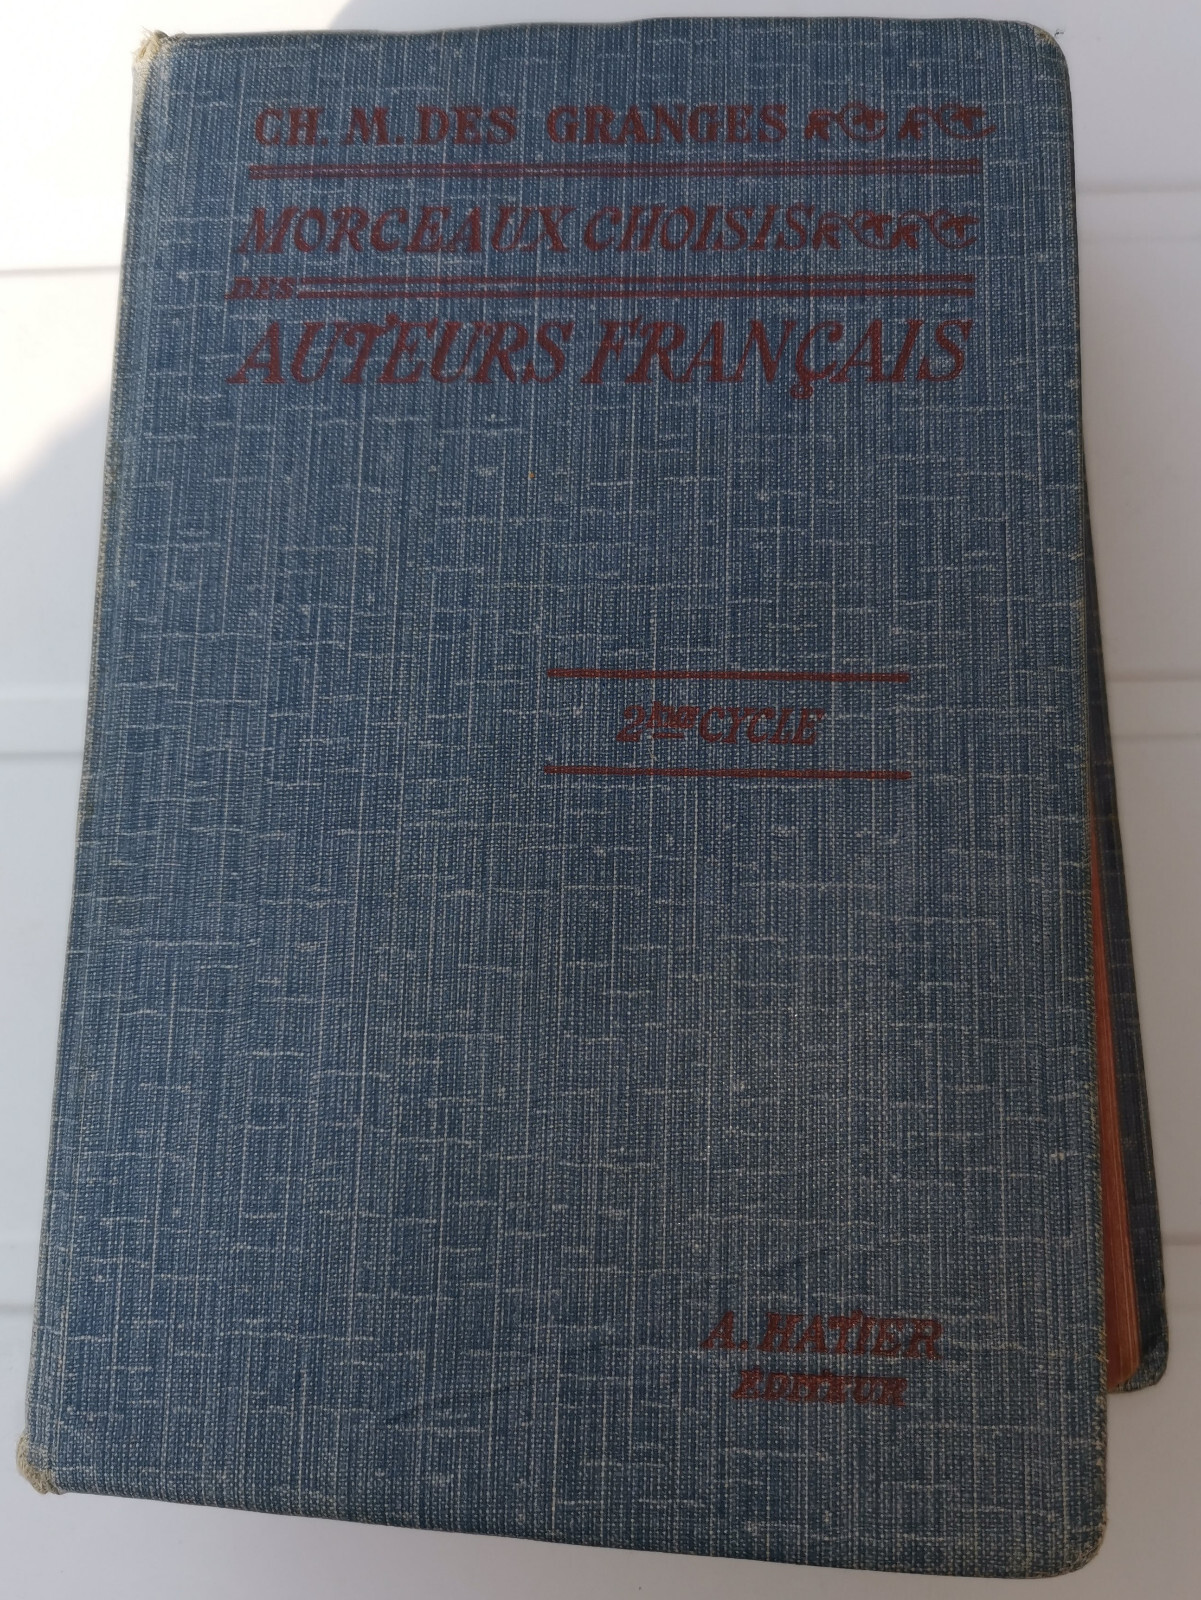 CH. M. DES GRANGES
MORCEAUX CHOISIS
DES
AUTEURS FRANÇAIS
2ème CYCLE
A. HATIER
ÉDITEUR